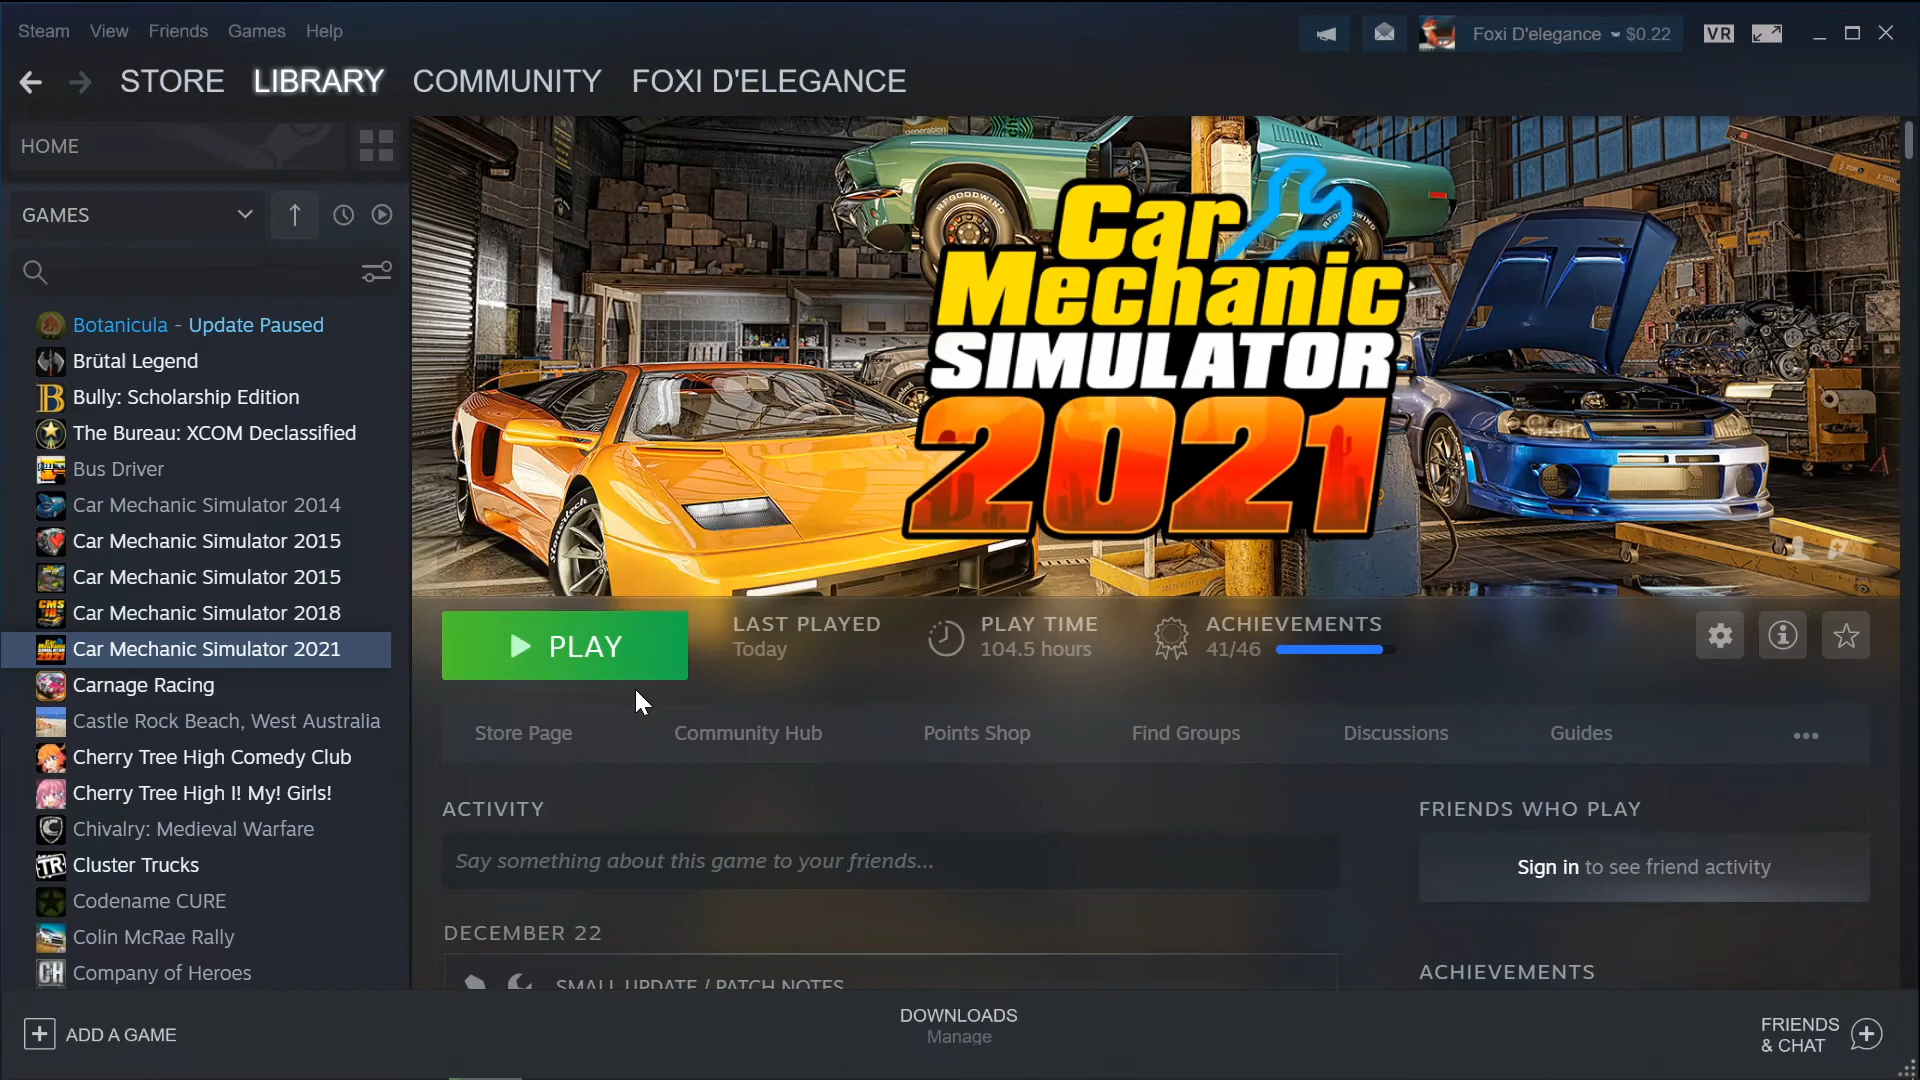 Steam View Friends Games Help
Foxi D'elegance $0.22
VR
STORE LIBRARY COMMUNITY FOXI D'ELEGANCE
HOME
GAMES
Botanicula - Update Paused
Brütal Legend
Bully: Scholarship Edition
The Bureau: XCOM Declassified
Bus Driver
Car Mechanic Simulator 2014
Car Mechanic Simulator 2015
Car Mechanic Simulator 2015
Car Mechanic Simulator 2018
Car Mechanic Simulator 2021
Carnage Racing
Castle Rock Beach, West Australia
Cherry Tree High Comedy Club
Cherry Tree High I! My! Girls!
Chivalry: Medieval Warfare
Cluster Trucks
Codename CURE
Colin McRae Rally
Company of Heroes
generation
RFGOODWIND
Car
Mechanic
SIMULATOR
2021
Stonetech
PLAY
LAST PLAYED
Today
PLAY TIME
104.5 hours
ACHIEVEMENTS
41/46
Store Page Community Hub Points Shop Find Groups Discussions Guides
ACTIVITY
Say something about this game to your friends...
DECEMBER 22
SMALL UPDATE / PATCH NOTES
FRIENDS WHO PLAY
Sign in to see friend activity
ACHIEVEMENTS
ADD A GAME
DOWNLOADS
Manage
FRIENDS
& CHAT